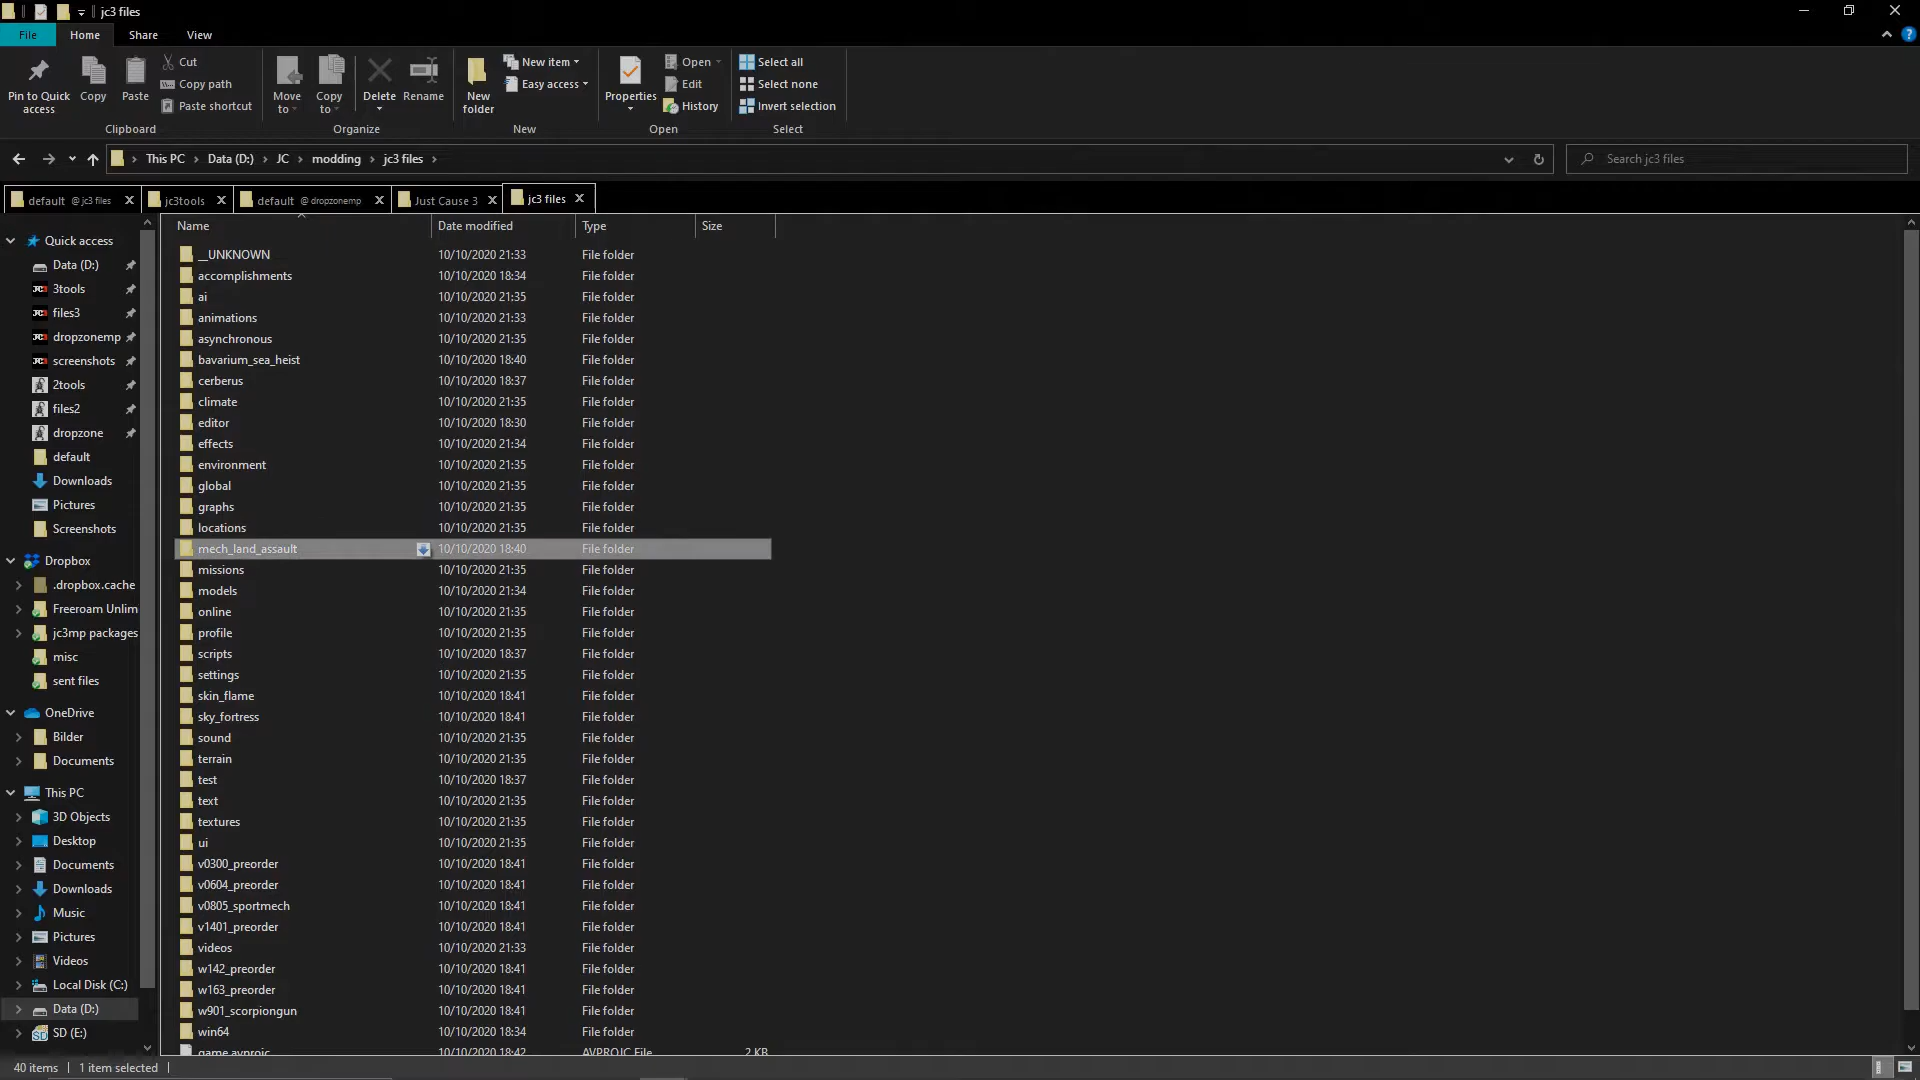 jc3 files
File Home Share View
Pin to Quick access
Copy
Paste
Cut
Copy path
Paste shortcut
Clipboard
Move to
Copy to
Delete
Rename
Organize
New folder
New item
Easy access
New
Properties
Open
Edit
History
Open
Select all
Select none
Invert selection
Select
This PC › Data (D:) › JC › modding › jc3 files ›
Search jc3 files
default @ jc3 files
jc3tools
default @ dropzonemp
Just Cause 3
jc3 files
Quick access
Data (D:)
3tools
files3
dropzonemp
screenshots
2tools
files2
dropzone
default
Downloads
Pictures
Screenshots
Dropbox
.dropbox.cache
Freeroam Unlim
jc3mp packages
misc
sent files
OneDrive
Bilder
Documents
This PC
3D Objects
Desktop
Documents
Downloads
Music
Pictures
Videos
Local Disk (C:)
Data (D:)
SD (E:)
Name Date modified Type Size
__UNKNOWN 10/10/2020 21:33 File folder
accomplishments 10/10/2020 18:34 File folder
ai 10/10/2020 21:35 File folder
animations 10/10/2020 21:33 File folder
asynchronous 10/10/2020 21:35 File folder
bavarium_sea_heist 10/10/2020 18:40 File folder
cerberus 10/10/2020 18:37 File folder
climate 10/10/2020 21:35 File folder
editor 10/10/2020 18:30 File folder
effects 10/10/2020 21:34 File folder
environment 10/10/2020 21:35 File folder
global 10/10/2020 21:35 File folder
graphs 10/10/2020 21:35 File folder
locations 10/10/2020 21:35 File folder
mech_land_assault 10/10/2020 18:40 File folder
missions 10/10/2020 21:35 File folder
models 10/10/2020 21:34 File folder
online 10/10/2020 21:35 File folder
profile 10/10/2020 21:35 File folder
scripts 10/10/2020 18:37 File folder
settings 10/10/2020 21:35 File folder
skin_flame 10/10/2020 18:41 File folder
sky_fortress 10/10/2020 18:41 File folder
sound 10/10/2020 21:35 File folder
terrain 10/10/2020 21:35 File folder
test 10/10/2020 18:37 File folder
text 10/10/2020 21:35 File folder
textures 10/10/2020 21:35 File folder
ui 10/10/2020 21:35 File folder
v0300_preorder 10/10/2020 18:41 File folder
v0604_preorder 10/10/2020 18:41 File folder
v0805_sportmech 10/10/2020 18:41 File folder
v1401_preorder 10/10/2020 18:41 File folder
videos 10/10/2020 21:33 File folder
w142_preorder 10/10/2020 18:41 File folder
w163_preorder 10/10/2020 18:41 File folder
w901_scorpiongun 10/10/2020 18:41 File folder
win64 10/10/2020 18:34 File folder
game.avprojc 10/10/2020 18:42 AVPROJC File 2 KB
40 items 1 item selected